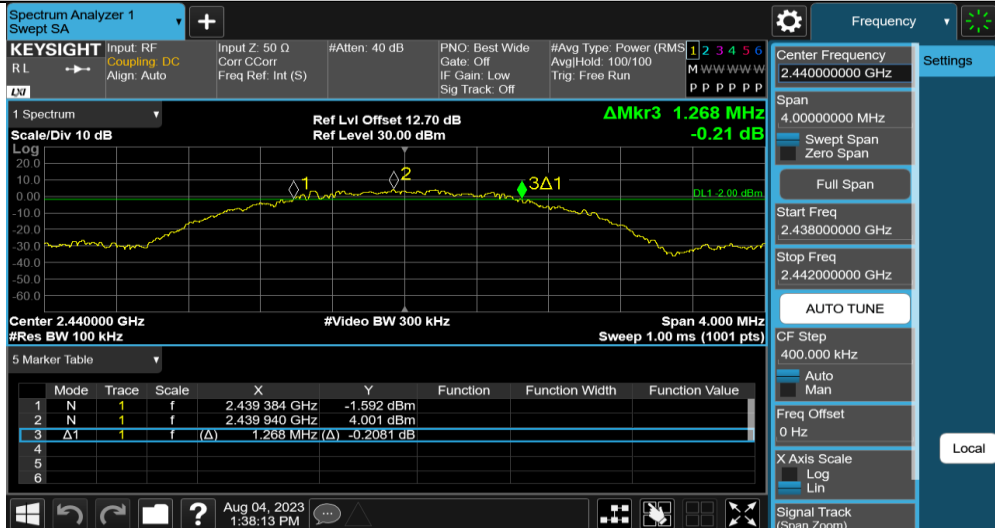 Spectrum Analyzer 1
Swept SA
+
Frequency
KEYSIGHT
RL
LXI
Input: RF
Coupling: DC
Align: Auto
Input Z: 50 Ω
Corr CCorr
Freq Ref: Int (S)
#Atten: 40 dB
PNO: Best Wide
Gate: Off
IF Gain: Low
Sig Track: Off
#Avg Type: Power (RMS
Avg|Hold: 100/100
Trig: Free Run
1 2 3 4 5 6
M W W W W W
P P P P P P
1 Spectrum
Scale/Div 10 dB
Log
Ref Lvl Offset 12.70 dB
Ref Level 30.00 dBm
ΔMkr3 1.268 MHz
-0.21 dB
20.0
10.0
0.00
-10.0
-20.0
-30.0
-40.0
-50.0
-60.0
1
2
3Δ1
DL1 -2.00 dBm
Center 2.440000 GHz
#Video BW 300 kHz
Span 4.000 MHz
#Res BW 100 kHz
Sweep 1.00 ms (1001 pts)
5 Marker Table
Mode Trace Scale X Y Function Function Width Function Value
1 N 1 f 2.439 384 GHz -1.592 dBm
2 N 1 f 2.439 940 GHz 4.001 dBm
3 Δ1 1 f (Δ) 1.268 MHz (Δ) -0.2081 dB
4
5
6
?
Aug 04, 2023
1:38:13 PM
Center Frequency
2.440000000 GHz
Span
4.00000000 MHz
Swept Span
Zero Span
Full Span
Start Freq
2.438000000 GHz
Stop Freq
2.442000000 GHz
AUTO TUNE
CF Step
400.000 kHz
Auto
Man
Freq Offset
0 Hz
X Axis Scale
Log
Lin
Signal Track
(Span Zoom)
Settings
Local